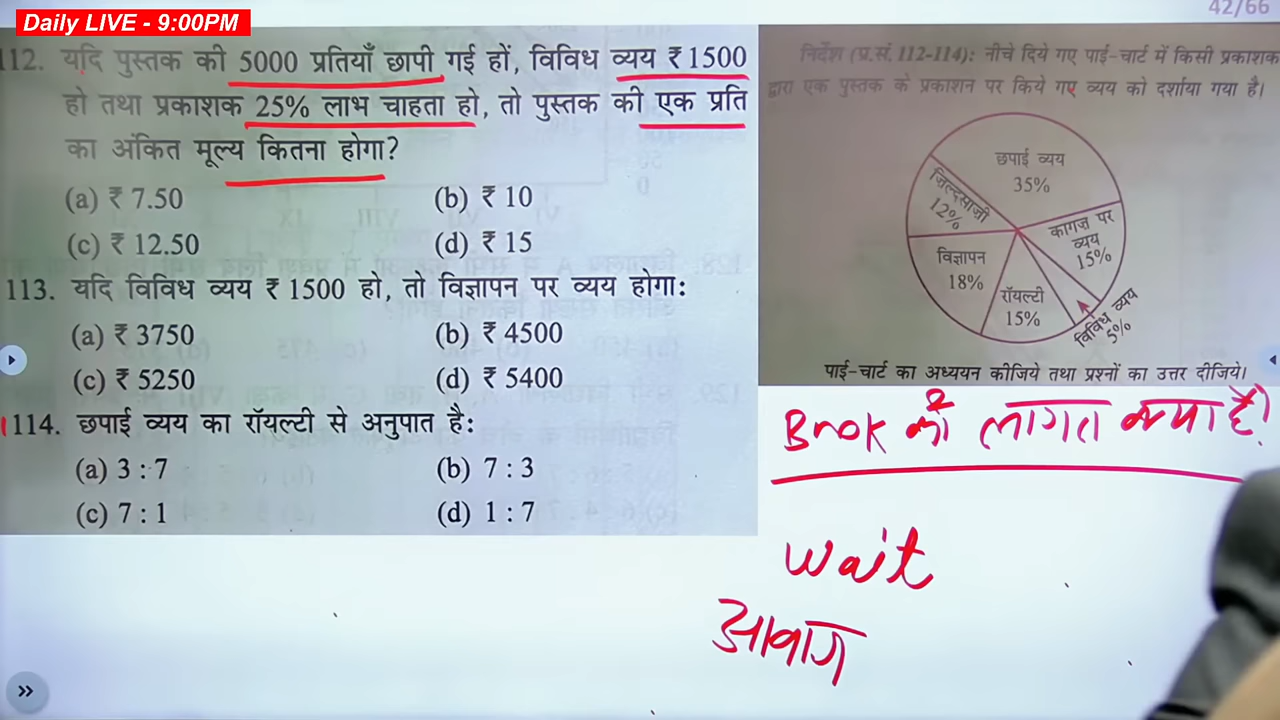 Daily LIVE - 9:00PM
42/66
112. यदि पुस्तक की 5000 प्रतियाँ छापी गई हों, विविध व्यय ₹ 1500
हो तथा प्रकाशक 25% लाभ चाहता हो, तो पुस्तक की एक प्रति
का अंकित मूल्य कितना होगा?
(a) ₹ 7.50 (b) ₹ 10
(c) ₹ 12.50 (d) ₹ 15
113. यदि विविध व्यय ₹ 1500 हो, तो विज्ञापन पर व्यय होगा:
(a) ₹ 3750 (b) ₹ 4500
(c) ₹ 5250 (d) ₹ 5400
114. छपाई व्यय का रॉयल्टी से अनुपात है:
(a) 3 : 7 (b) 7 : 3
(c) 7 : 1 (d) 1 : 7
निर्देश (प्र.सं. 112-114): नीचे दिये गए पाई-चार्ट में किसी प्रकाशक
द्वारा एक पुस्तक के प्रकाशन पर किये गए व्यय को दर्शाया गया है।
छपाई व्यय
35%
जिल्दसाज़ी
12%
कागज पर
व्यय
15%
विज्ञापन
18%
रॉयल्टी
15%
विविध व्यय
5%
पाई-चार्ट का अध्ययन कीजिये तथा प्रश्नों का उत्तर दीजिये।
Book की लागत क्या है?
wait